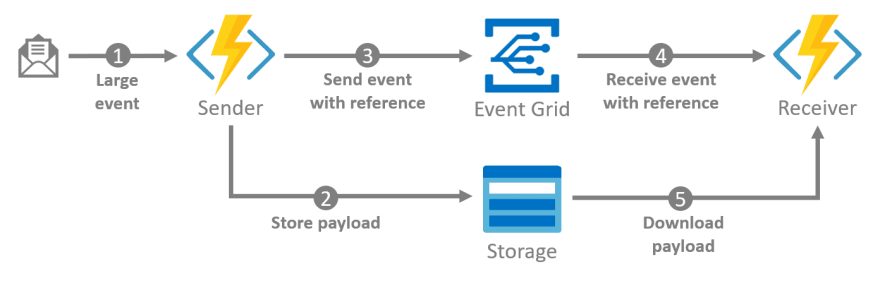 1
Large
event
Sender
3
Send event
with reference
Event Grid
4
Receive event
with reference
Receiver
2
Store payload
Storage
5
Download
payload